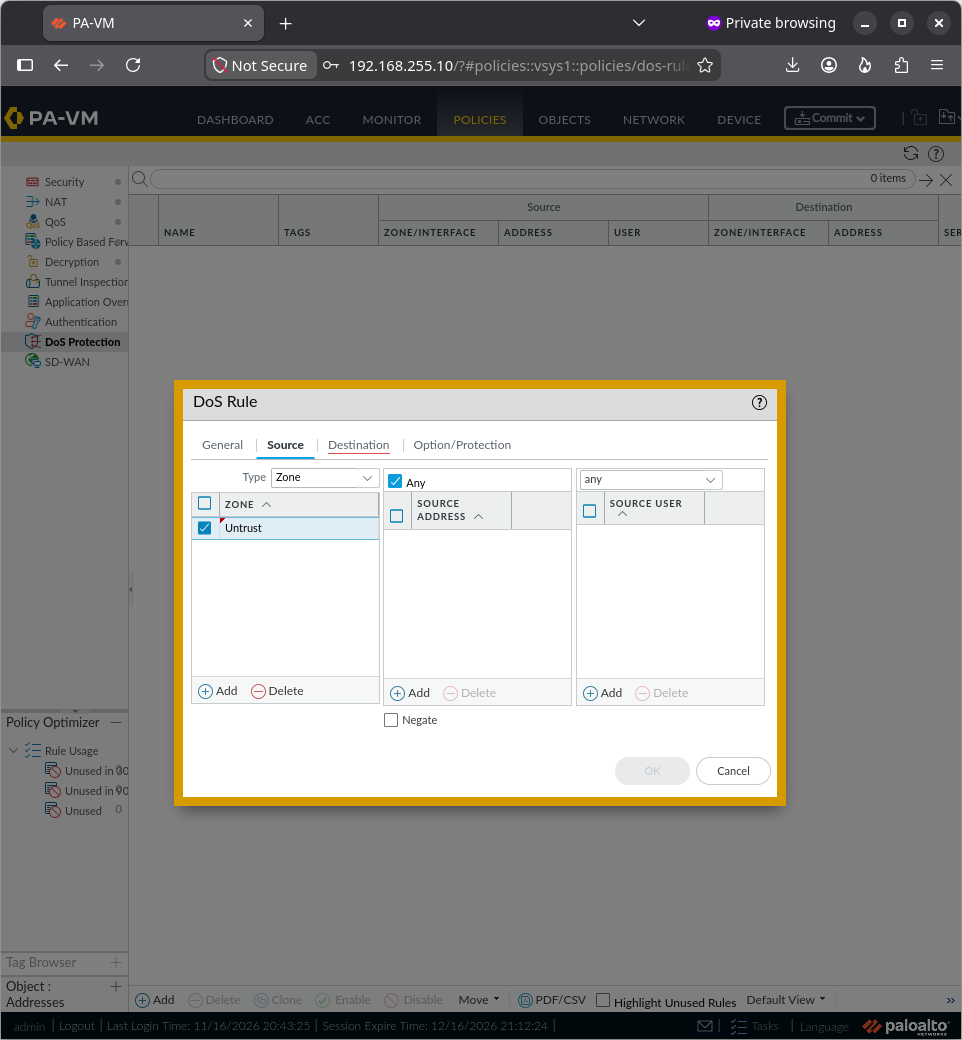 PA-VM
Private browsing
Not Secure
192.168.255.10/?#policies::vsys1::policies/dos-rul
PA-VM
DASHBOARD
ACC
MONITOR
POLICIES
OBJECTS
NETWORK
DEVICE
Commit
Security
NAT
QoS
Policy Based Forw
Decryption
Tunnel Inspection
Application Over
Authentication
DoS Protection
SD-WAN
0 items
Source
Destination
NAME
TAGS
ZONE/INTERFACE
ADDRESS
USER
ZONE/INTERFACE
ADDRESS
SER
DoS Rule
General
Source
Destination
Option/Protection
Type
Zone
ZONE
Untrust
Add
Delete
Any
SOURCE
ADDRESS
Add
Delete
Negate
any
SOURCE USER
Add
Delete
OK
Cancel
Policy Optimizer
Rule Usage
Unused in 30 0
Unused in 90 0
Unused 0
Tag Browser
Object :
Addresses
Add
Delete
Clone
Enable
Disable
Move
PDF/CSV
Highlight Unused Rules
Default View
admin | Logout | Last Login Time: 11/16/2026 20:43:25 | Session Expire Time: 12/16/2026 21:12:24 |
Tasks | Language
paloalto
NETWORKS